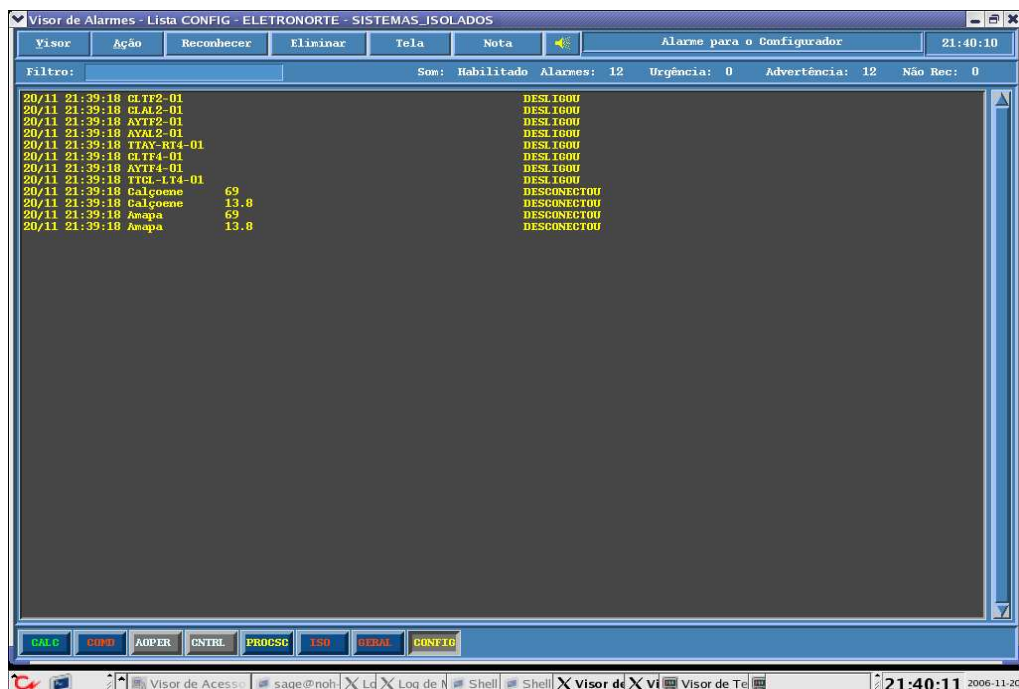 Visor de Alarmes - Lista CONFIG - ELETRONORTE - SISTEMAS_ISOLADOS
Visor Ação Reconhecer Eliminar Tela Nota Alarme para o Configurador 21:40:10
Filtro: Som: Habilitado Alarmes: 12 Urgência: 0 Advertência: 12 Não Rec: 0
20/11 21:39:18 CLTF2-01 DESLIGOU
20/11 21:39:18 CLAL2-01 DESLIGOU
20/11 21:39:18 AYTF2-01 DESLIGOU
20/11 21:39:18 AYAL2-01 DESLIGOU
20/11 21:39:18 TTAY-RT4-01 DESLIGOU
20/11 21:39:18 CLTF4-01 DESLIGOU
20/11 21:39:18 AYTF4-01 DESLIGOU
20/11 21:39:18 TTCL-LT4-01 DESLIGOU
20/11 21:39:18 Calçoene 69 DESCONECTOU
20/11 21:39:18 Calçoene 13.8 DESCONECTOU
20/11 21:39:18 Amapa 69 DESCONECTOU
20/11 21:39:18 Amapa 13.8 DESCONECTOU
CALC COMD AOPER CNTRL PROCSC ISO GERAL CONFIG
Visor de Acesso sage@noh- Lo Log de N Shell Shell Visor de Vi Visor de Te 21:40:11 2006-11-20